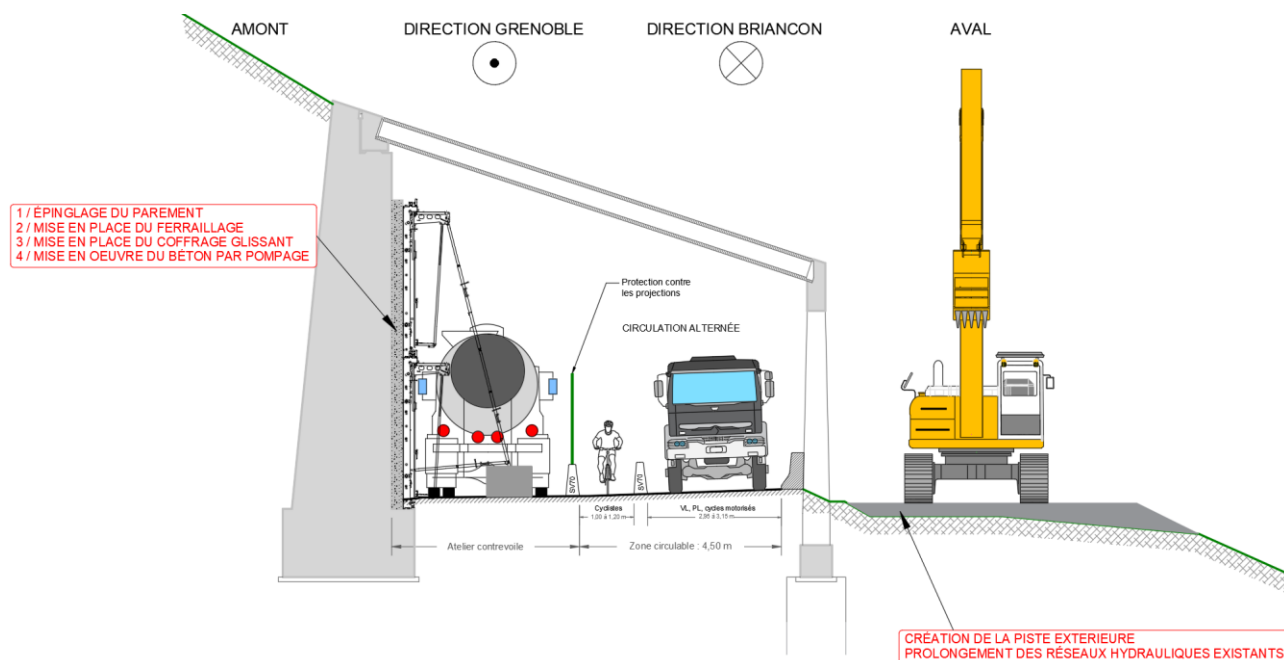 AMONT
DIRECTION GRENOBLE
DIRECTION BRIANCON
AVAL
1 / ÉPINGLAGE DU PAREMENT
2 / MISE EN PLACE DU FERRAILLAGE
3 / MISE EN PLACE DU COFFRAGE GLISSANT
4 / MISE EN OEUVRE DU BÉTON PAR POMPAGE
Protection contre
les projections
CIRCULATION ALTERNÉE
SV70
SV70
Cyclistes
1,00 à 1,20 m
VL, PL, cycles motorisés
2,95 à 3,15 m
Atelier contrevoile
Zone circulable : 4,50 m
CRÉATION DE LA PISTE EXTERIEURE
PROLONGEMENT DES RÉSEAUX HYDRAULIQUES EXISTANTS